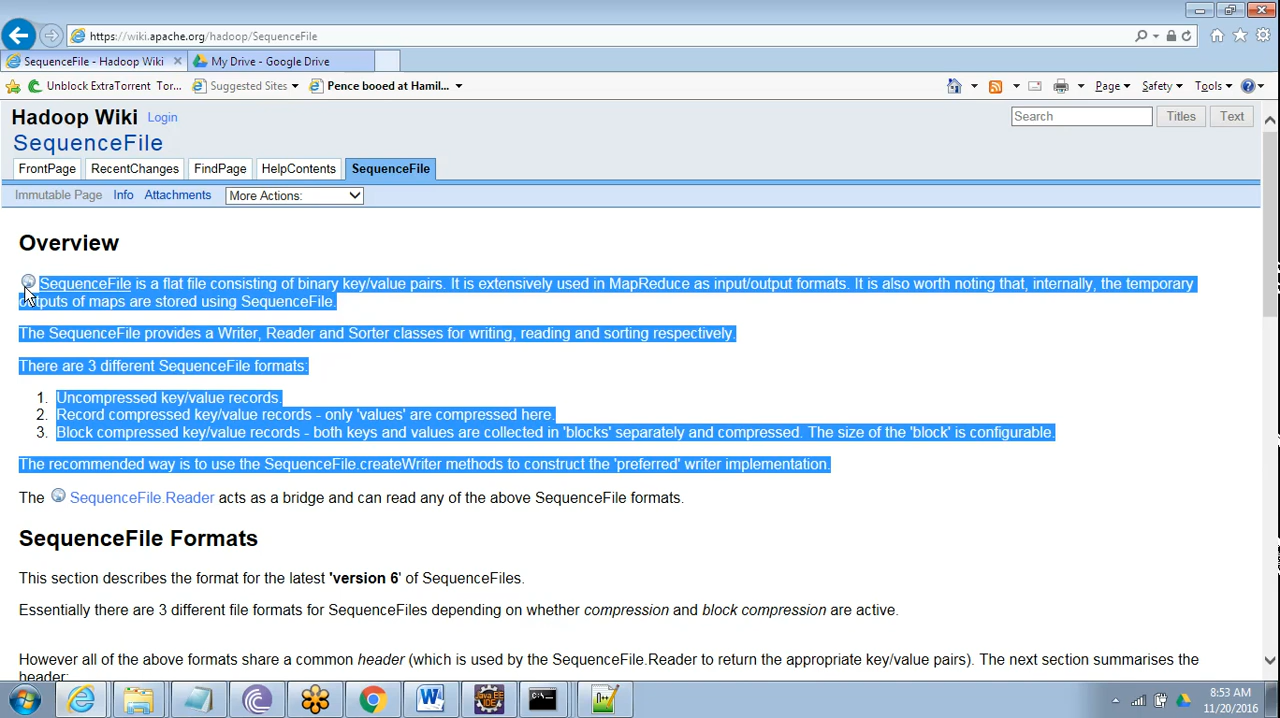 https://wiki.apache.org/hadoop/SequenceFile
SequenceFile - Hadoop Wiki
My Drive - Google Drive
Unblock ExtraTorrent Tor...
Suggested Sites
Pence booed at Hamil...
Page
Safety
Tools
Hadoop Wiki Login
Search
Titles
Text
SequenceFile
FrontPage
RecentChanges
FindPage
HelpContents
SequenceFile
Immutable Page
Info
Attachments
More Actions:
Overview
SequenceFile is a flat file consisting of binary key/value pairs. It is extensively used in MapReduce as input/output formats. It is also worth noting that, internally, the temporary
outputs of maps are stored using SequenceFile.
The SequenceFile provides a Writer, Reader and Sorter classes for writing, reading and sorting respectively.
There are 3 different SequenceFile formats:
1. Uncompressed key/value records.
2. Record compressed key/value records - only 'values' are compressed here.
3. Block compressed key/value records - both keys and values are collected in 'blocks' separately and compressed. The size of the 'block' is configurable.
The recommended way is to use the SequenceFile.createWriter methods to construct the 'preferred' writer implementation.
The SequenceFile.Reader acts as a bridge and can read any of the above SequenceFile formats.
SequenceFile Formats
This section describes the format for the latest 'version 6' of SequenceFiles.
Essentially there are 3 different file formats for SequenceFiles depending on whether compression and block compression are active.
However all of the above formats share a common header (which is used by the SequenceFile.Reader to return the appropriate key/value pairs). The next section summarises the
header:
Java EE
IDE
C:\
8:53 AM
11/20/2016